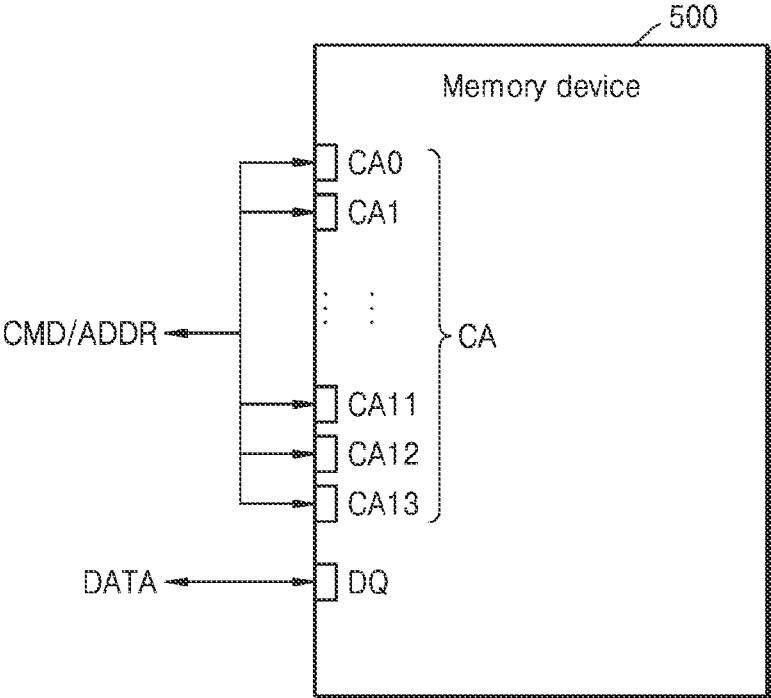 500
Memory device
CA0
CA1
CMD/ADDR
CA
CA11
CA12
CA13
DATA
DQ